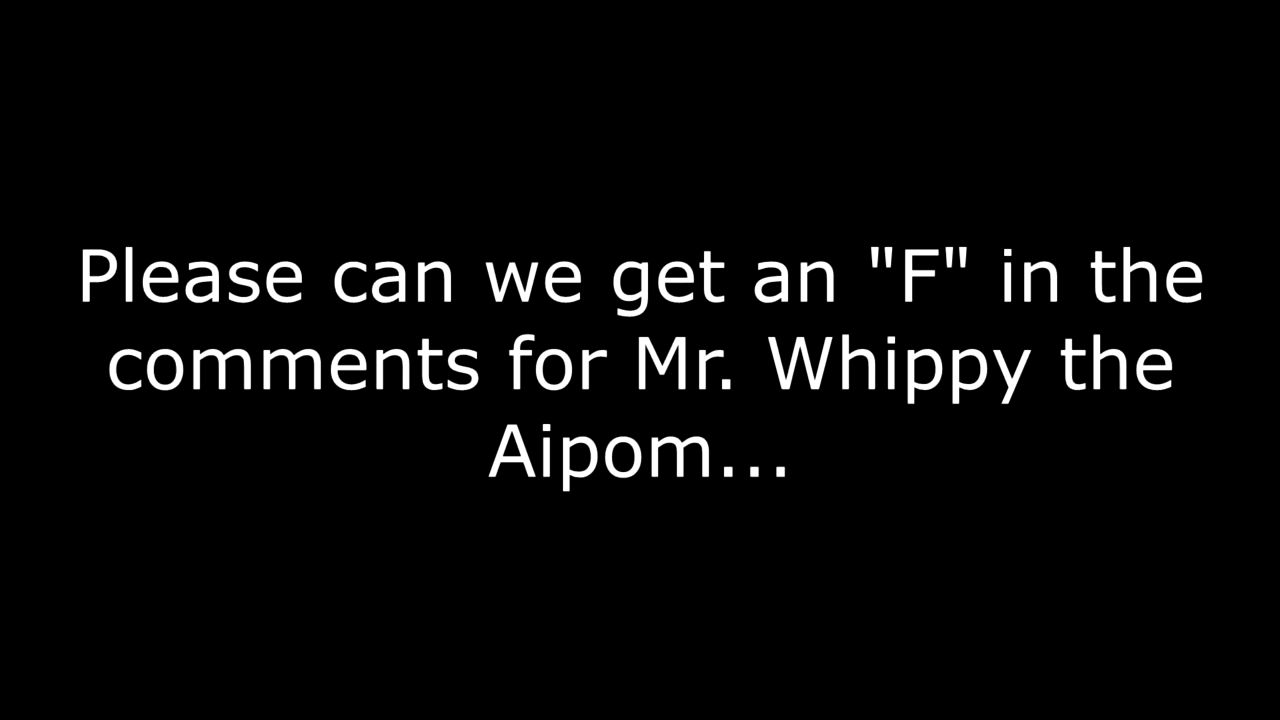 Please can we get an "F" in the
comments for Mr. Whippy the
Aipom...